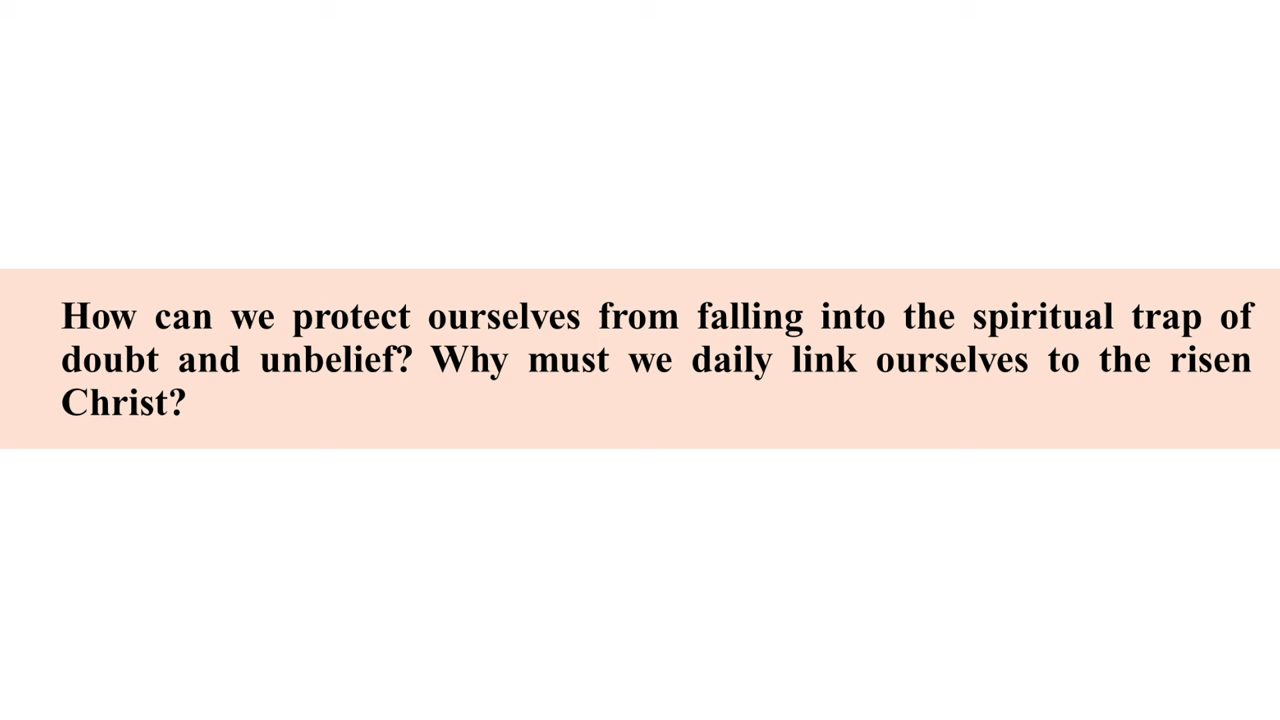 How can we protect ourselves from falling into the spiritual trap of
doubt and unbelief? Why must we daily link ourselves to the risen
Christ?